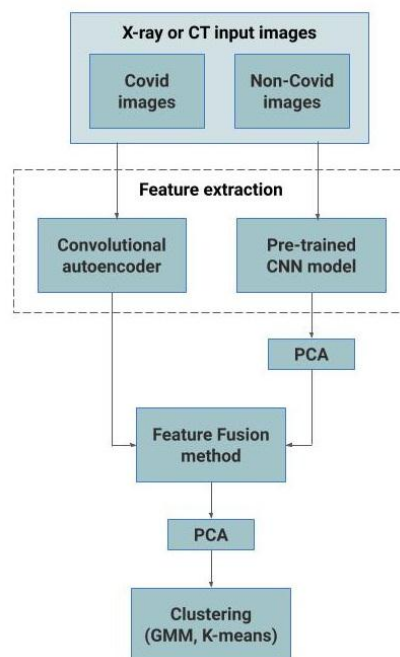 X-ray or CT input images
Covid
images
Non-Covid
images
Feature extraction
Convolutional
autoencoder
Pre-trained
CNN model
PCA
Feature Fusion
method
PCA
Clustering
(GMM, K-means)